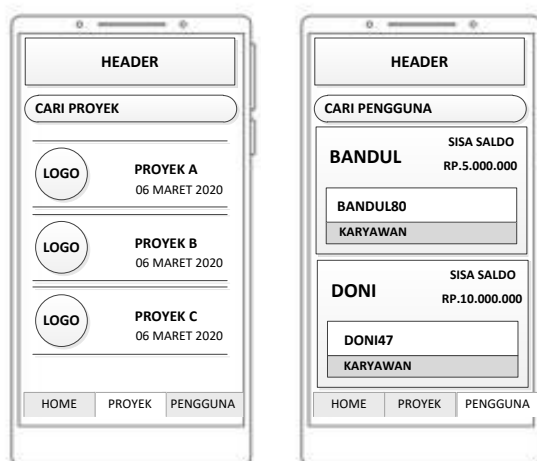 HEADER
CARI PROYEK
LOGO
PROYEK A
06 MARET 2020
LOGO
PROYEK B
06 MARET 2020
LOGO
PROYEK C
06 MARET 2020
HOME PROYEK PENGGUNA
HEADER
CARI PENGGUNA
BANDUL
SISA SALDO
RP.5.000.000
BANDUL80
KARYAWAN
DONI
SISA SALDO
RP.10.000.000
DONI47
KARYAWAN
HOME PROYEK PENGGUNA